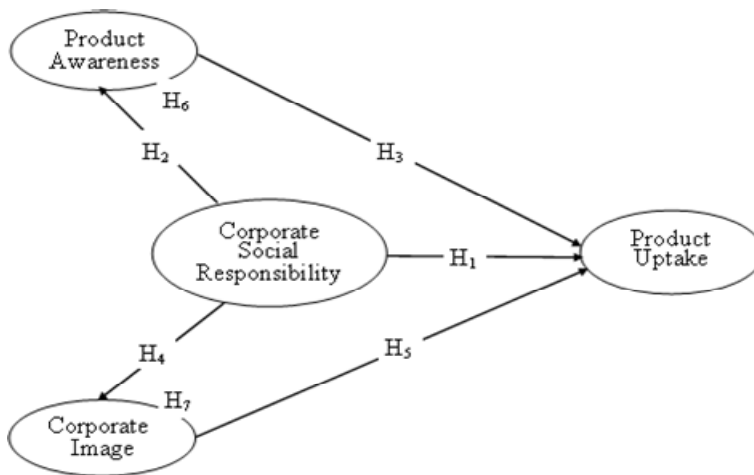 Product
Awareness
H₆
H₂
H₃
Corporate
Social
Responsibility
H₁
Product
Uptake
H₄
H₅
H₇
Corporate
Image